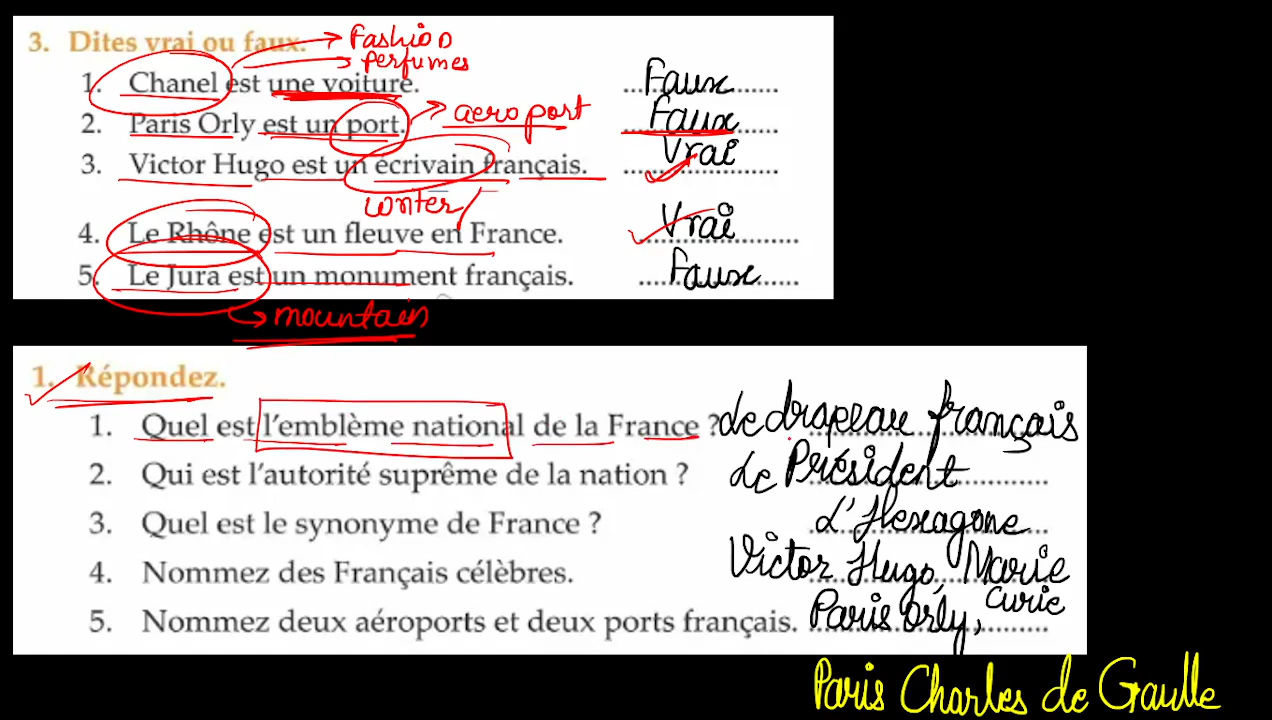 3. Dites vrai ou faux.
Fashion
perfumes
1. Chanel est une voiture. Faux
aeroport
2. Paris Orly est un port. Faux
3. Victor Hugo est un écrivain français. Vrai
writer/
4. Le Rhône est un fleuve en France. Vrai
5. Le Jura est un monument français. Faux
mountain
1. Répondez.
1. Quel est l'emblème national de la France ? Le drapeau français
2. Qui est l'autorité suprême de la nation ? Le Président
3. Quel est le synonyme de France ? L'Hexagone
4. Nommez des Français célèbres. Victor Hugo, Marie
Curie
5. Nommez deux aéroports et deux ports français. Paris Orly,
Paris Charles de Gaulle